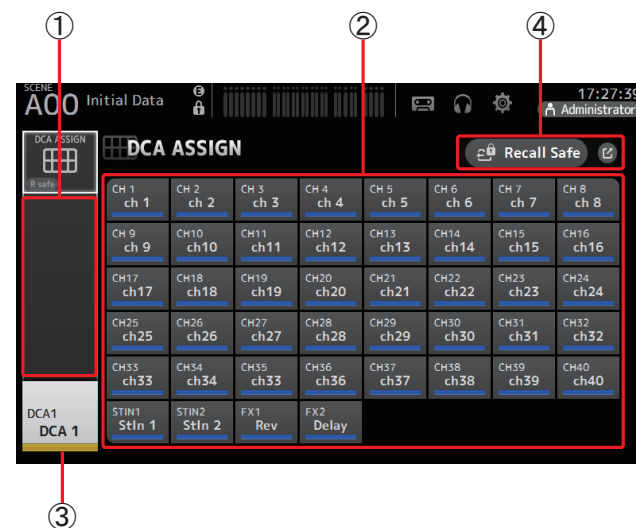 ① ② ④
SCENE
A00 Initial Data E 17:27:39
Administrator
DCA ASSIGN
R safe
DCA ASSIGN Recall Safe
CH 1 CH 2 CH 3 CH 4 CH 5 CH 6 CH 7 CH 8
ch 1 ch 2 ch 3 ch 4 ch 5 ch 6 ch 7 ch 8
CH 9 CH10 CH11 CH12 CH13 CH14 CH15 CH16
ch 9 ch10 ch11 ch12 ch13 ch14 ch15 ch16
CH17 CH18 CH19 CH20 CH21 CH22 CH23 CH24
ch17 ch18 ch19 ch20 ch21 ch22 ch23 ch24
CH25 CH26 CH27 CH28 CH29 CH30 CH31 CH32
ch25 ch26 ch27 ch28 ch29 ch30 ch31 ch32
CH33 CH34 CH35 CH36 CH37 CH38 CH39 CH40
ch33 ch34 ch33 ch36 ch37 ch38 ch39 ch40
STIN1 STIN2 FX1 FX2
StIn 1 StIn 2 Rev Delay
DCA1
DCA 1
③